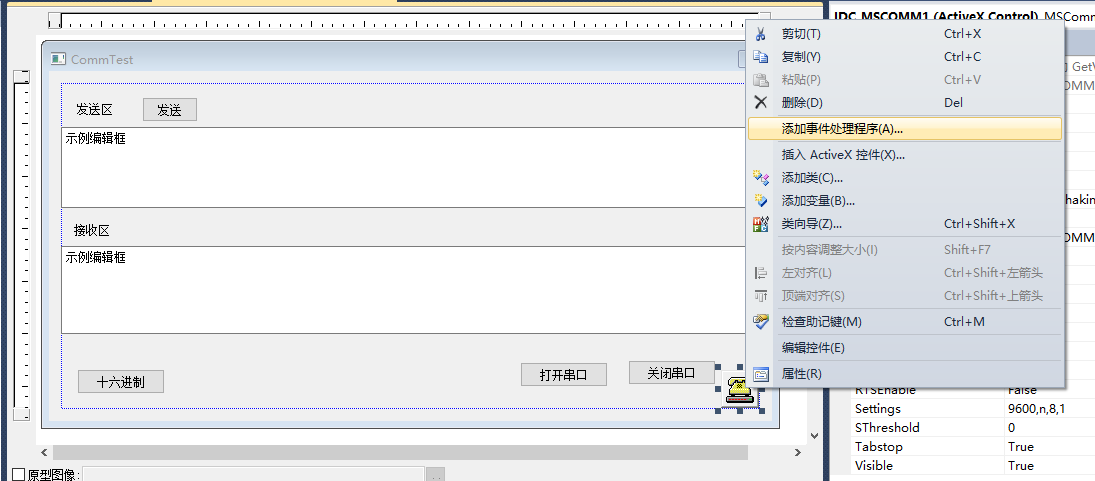 IDC_MSCOMM1 (ActiveX Control) MSComm
CommTest
发送区
发送
示例编辑框
接收区
示例编辑框
十六进制
打开串口
关闭串口
原型图像:
剪切(T) Ctrl+X
复制(Y) Ctrl+C
粘贴(P) Ctrl+V
删除(D) Del
添加事件处理程序(A)...
插入 ActiveX 控件(X)...
添加类(C)...
添加变量(B)...
类向导(Z)... Ctrl+Shift+X
按内容调整大小(I) Shift+F7
左对齐(L) Ctrl+Shift+左箭头
顶端对齐(S) Ctrl+Shift+上箭头
检查助记键(M) Ctrl+M
编辑控件(E)
属性(R)
GetV
OMM
hakin
OMM
RTSEnable False
Settings 9600,n,8,1
SThreshold 0
Tabstop True
Visible True